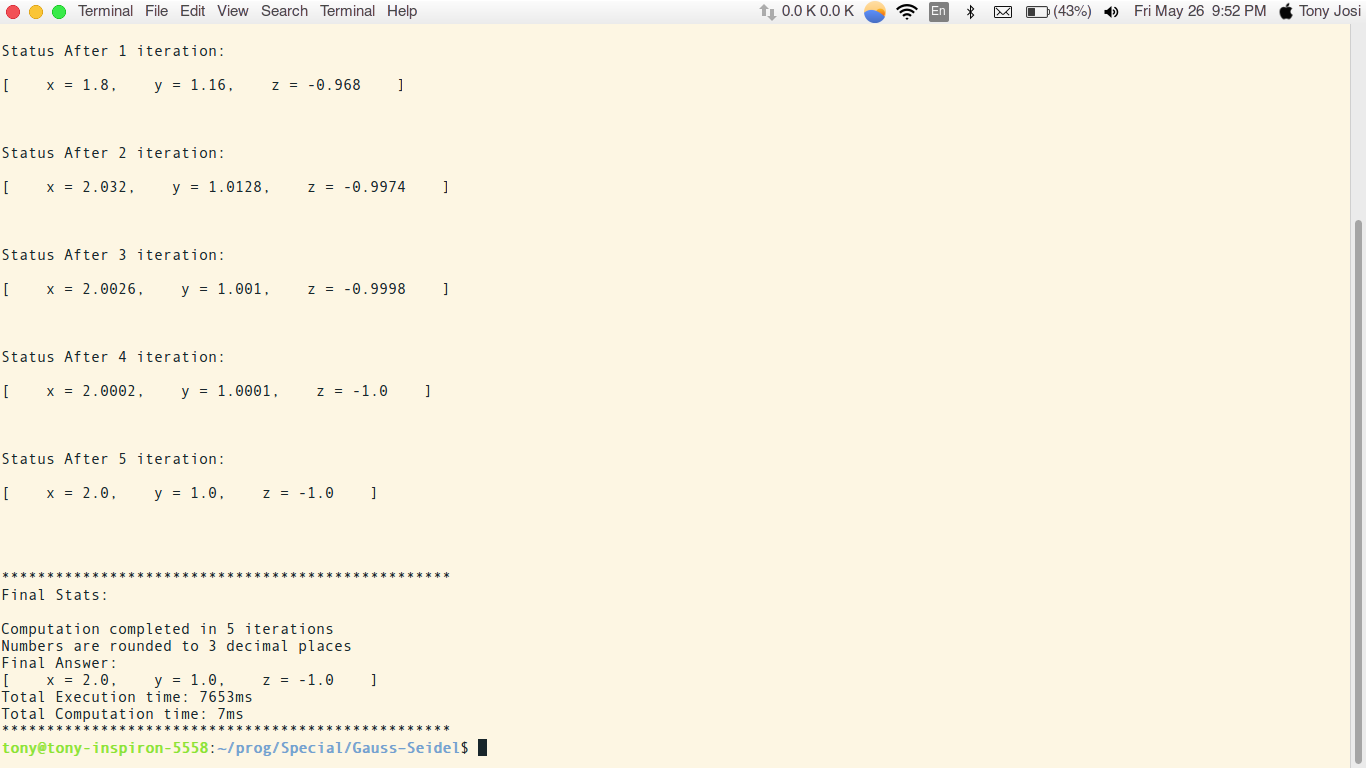 Terminal File Edit View Search Terminal Help 0.0 K 0.0 K En (43%) Fri May 26 9:52 PM Tony Josi
Status After 1 iteration:
[    x = 1.8,    y = 1.16,    z = -0.968    ]
Status After 2 iteration:
[    x = 2.032,    y = 1.0128,    z = -0.9974    ]
Status After 3 iteration:
[    x = 2.0026,    y = 1.001,    z = -0.9998    ]
Status After 4 iteration:
[    x = 2.0002,    y = 1.0001,    z = -1.0    ]
Status After 5 iteration:
[    x = 2.0,    y = 1.0,    z = -1.0    ]
**************************************************
Final Stats:
Computation completed in 5 iterations
Numbers are rounded to 3 decimal places
Final Answer:
[    x = 2.0,    y = 1.0,    z = -1.0    ]
Total Execution time: 7653ms
Total Computation time: 7ms
**************************************************
tony@tony-inspiron-5558:~/prog/Special/Gauss-Seidel$